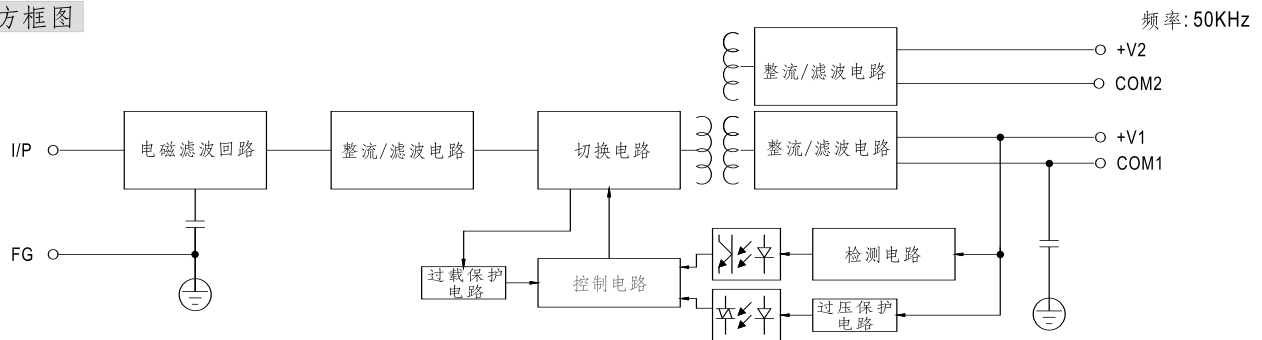 方框图
频率: 50KHz
整流/滤波电路
+V2
COM2
I/P
电磁滤波回路
整流/滤波电路
切换电路
整流/滤波电路
+V1
COM1
FG
过载保护
电路
控制电路
检测电路
过压保护
电路